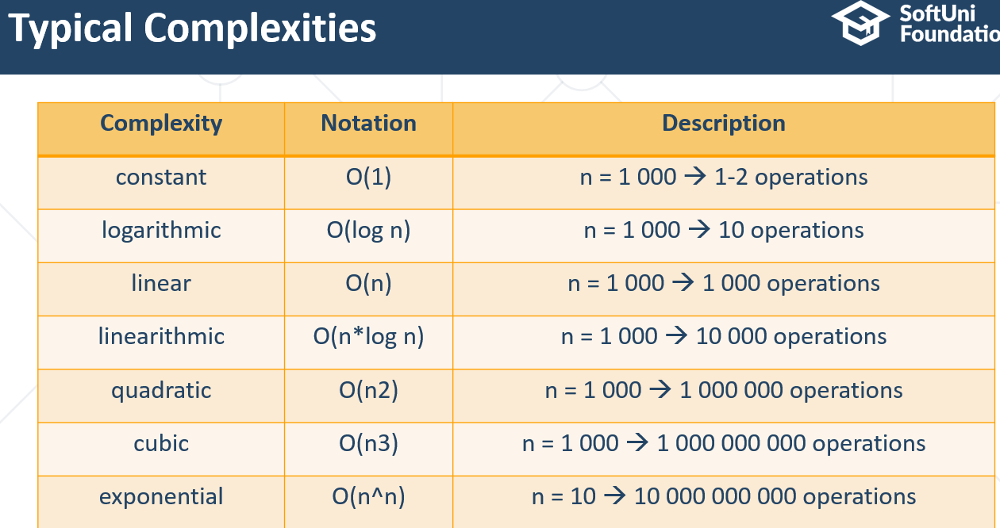 Typical Complexities
SoftUni
Foundatio
Complexity Notation Description
constant O(1) n = 1 000 → 1-2 operations
logarithmic O(log n) n = 1 000 → 10 operations
linear O(n) n = 1 000 → 1 000 operations
linearithmic O(n*log n) n = 1 000 → 10 000 operations
quadratic O(n2) n = 1 000 → 1 000 000 operations
cubic O(n3) n = 1 000 → 1 000 000 000 operations
exponential O(n^n) n = 10 → 10 000 000 000 operations